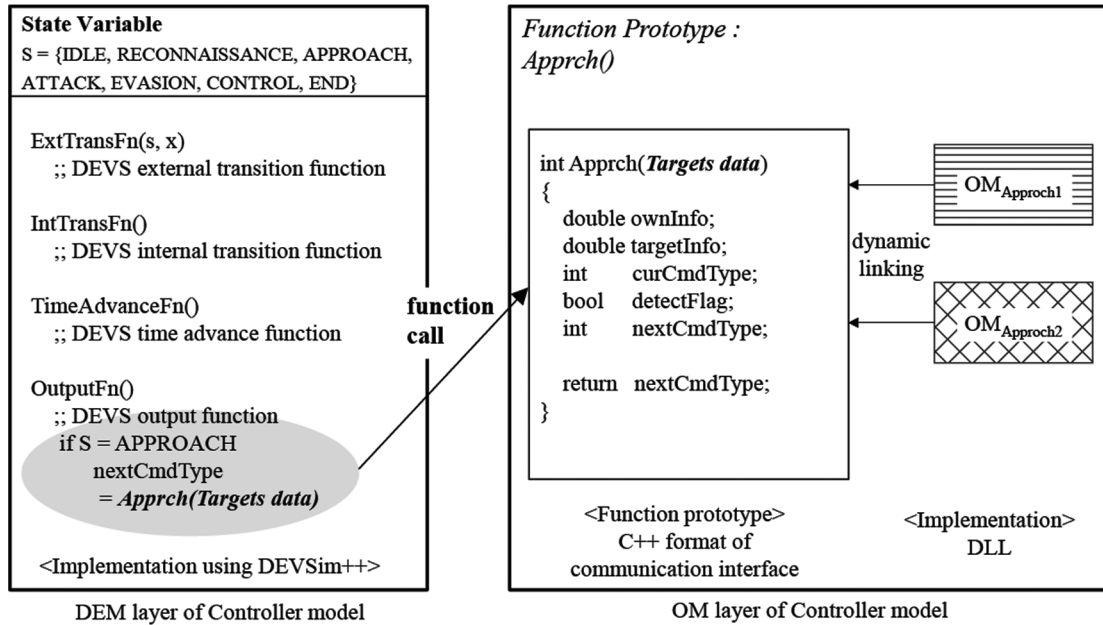 State Variable
S = {IDLE, RECONNAISSANCE, APPROACH,
ATTACK, EVASION, CONTROL, END}
ExtTransFn(s, x)
;; DEVS external transition function
IntTransFn()
;; DEVS internal transition function
TimeAdvanceFn()
;; DEVS time advance function
OutputFn()
;; DEVS output function
if S = APPROACH
nextCmdType
= Apprch(Targets data)
<Implementation using DEVSim++>
DEM layer of Controller model
function
call
Function Prototype :
Apprch()
int Apprch(Targets data)
{
double ownInfo;
double targetInfo;
int curCmdType;
bool detectFlag;
int nextCmdType;
return nextCmdType;
}
<Function prototype>
C++ format of
communication interface
OM Approch1
dynamic
linking
OM Approch2
<Implementation>
DLL
OM layer of Controller model